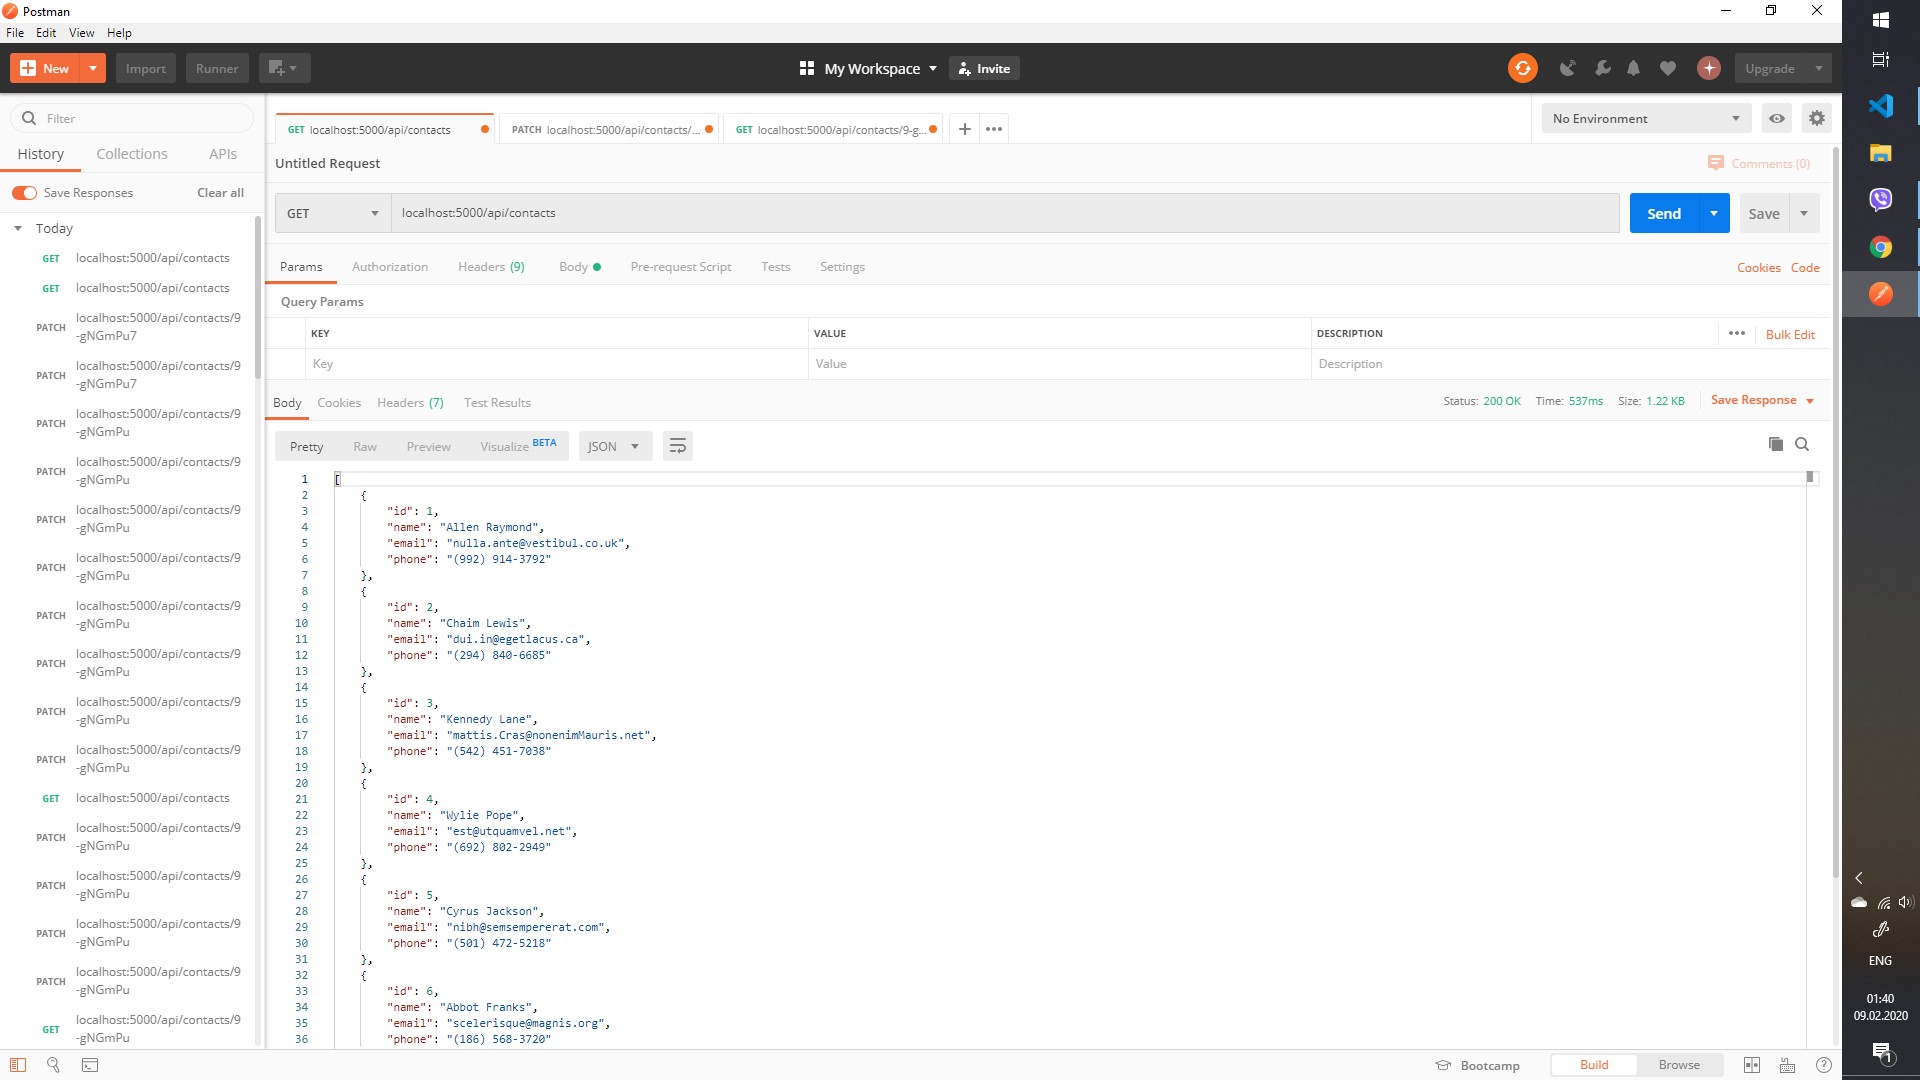 Postman
File Edit View Help
New Import Runner My Workspace Invite Upgrade
Filter
History Collections APIs
Save Responses Clear all
Today
GET localhost:5000/api/contacts
GET localhost:5000/api/contacts
PATCH localhost:5000/api/contacts/9
-gNGmPu7
PATCH localhost:5000/api/contacts/9
-gNGmPu7
PATCH localhost:5000/api/contacts/9
-gNGmPu
PATCH localhost:5000/api/contacts/9
-gNGmPu
PATCH localhost:5000/api/contacts/9
-gNGmPu
PATCH localhost:5000/api/contacts/9
-gNGmPu
PATCH localhost:5000/api/contacts/9
-gNGmPu
PATCH localhost:5000/api/contacts/9
-gNGmPu
PATCH localhost:5000/api/contacts/9
-gNGmPu
PATCH localhost:5000/api/contacts/9
-gNGmPu
GET localhost:5000/api/contacts
PATCH localhost:5000/api/contacts/9
-gNGmPu
PATCH localhost:5000/api/contacts/9
-gNGmPu
PATCH localhost:5000/api/contacts/9
-gNGmPu
PATCH localhost:5000/api/contacts/9
-gNGmPu
GET localhost:5000/api/contacts/9
-gNGmPu
GET localhost:5000/api/contacts PATCH localhost:5000/api/contacts/... GET localhost:5000/api/contacts/9-g... No Environment
Untitled Request Comments (0)
GET localhost:5000/api/contacts Send Save
Params Authorization Headers (9) Body Pre-request Script Tests Settings Cookies Code
Query Params
KEY VALUE DESCRIPTION Bulk Edit
Key Value Description
Body Cookies Headers (7) Test Results Status: 200 OK Time: 537ms Size: 1.22 KB Save Response
Pretty Raw Preview Visualize BETA JSON
1 [
2 {
3 "id": 1,
4 "name": "Allen Raymond",
5 "email": "nulla.ante@vestibul.co.uk",
6 "phone": "(992) 914-3792"
7 },
8 {
9 "id": 2,
10 "name": "Chaim Lewis",
11 "email": "dui.in@egetlacus.ca",
12 "phone": "(294) 840-6685"
13 },
14 {
15 "id": 3,
16 "name": "Kennedy Lane",
17 "email": "mattis.Cras@nonenimMauris.net",
18 "phone": "(542) 451-7038"
19 },
20 {
21 "id": 4,
22 "name": "Wylie Pope",
23 "email": "est@utquamvel.net",
24 "phone": "(692) 802-2949"
25 },
26 {
27 "id": 5,
28 "name": "Cyrus Jackson",
29 "email": "nibh@semsempererat.com",
30 "phone": "(501) 472-5218"
31 },
32 {
33 "id": 6,
34 "name": "Abbot Franks",
35 "email": "scelerisque@magnis.org",
36 "phone": "(186) 568-3720"
Bootcamp Build Browse
ENG
01:40
09.02.2020
1